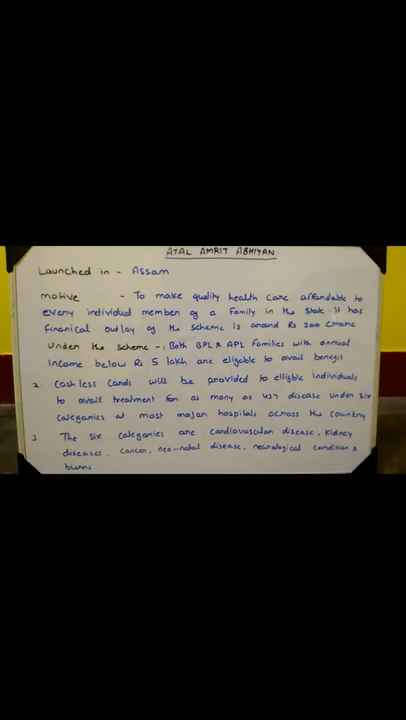 ATAL AMRIT ABHIYAN
Launched in - Assam
motive - To make quality health care affordable to
every individual member of a family in the state. It has
finanical outlay of the scheme is around Rs 200 crore
Under the scheme - 1 Both BPL & APL families with annual
income below Rs 5 lakh are eligable to avail benefit
2. Cashless cards will be provided to elligble individuals
to avail treatment for as many as 437 disease under six
categories at most major hospitals across the country
3 The six categories are cardiovascular disease, Kidney
diseases, cancer, neo-natal disease, neurological condition &
burns